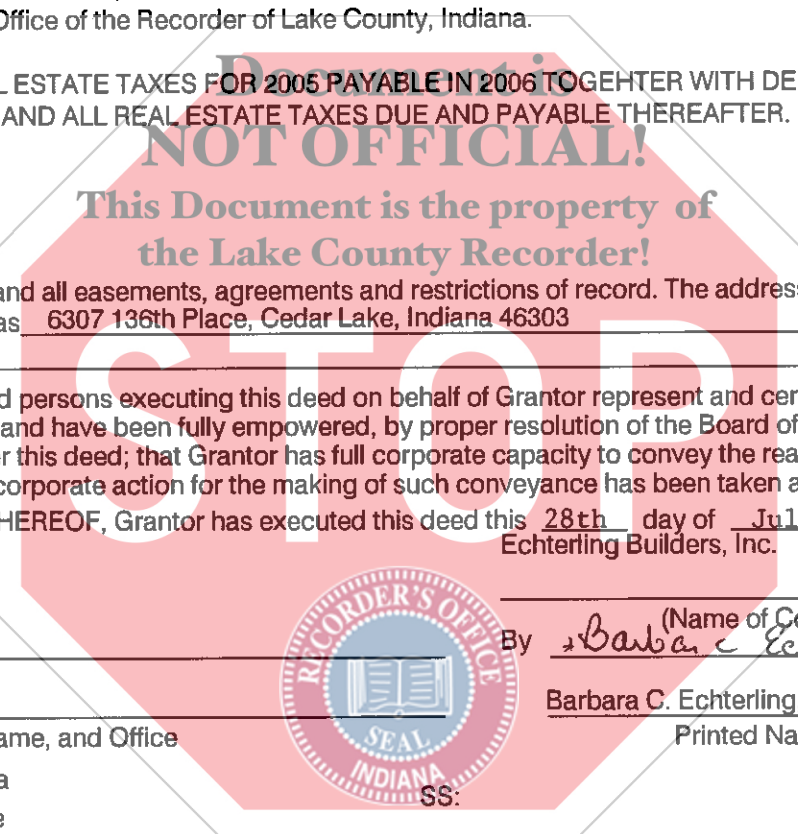 Office of the Recorder of Lake County, Indiana.
L ESTATE TAXES FOR 2005 PAYABLE IN 2006 TOGEHTER WITH DE
AND ALL REAL ESTATE TAXES DUE AND PAYABLE THEREAFTER.
Document is
NOT OFFICIAL!
This Document is the property of
the Lake County Recorder!
and all easements, agreements and restrictions of record. The address
as 6307 136th Place, Cedar Lake, Indiana 46303
STOP
d persons executing this deed on behalf of Grantor represent and cer
and have been fully empowered, by proper resolution of the Board of
r this deed; that Grantor has full corporate capacity to convey the rea
corporate action for the making of such conveyance has been taken a
HEREOF, Grantor has executed this deed this 28th day of Jul
Echterling Builders, Inc.
(Name of Co
By Barbara C Ec
Barbara C. Echterling
ame, and Office
Printed Na
RECORDER'S OFFICE
SEAL
INDIANA
a
SS:
e